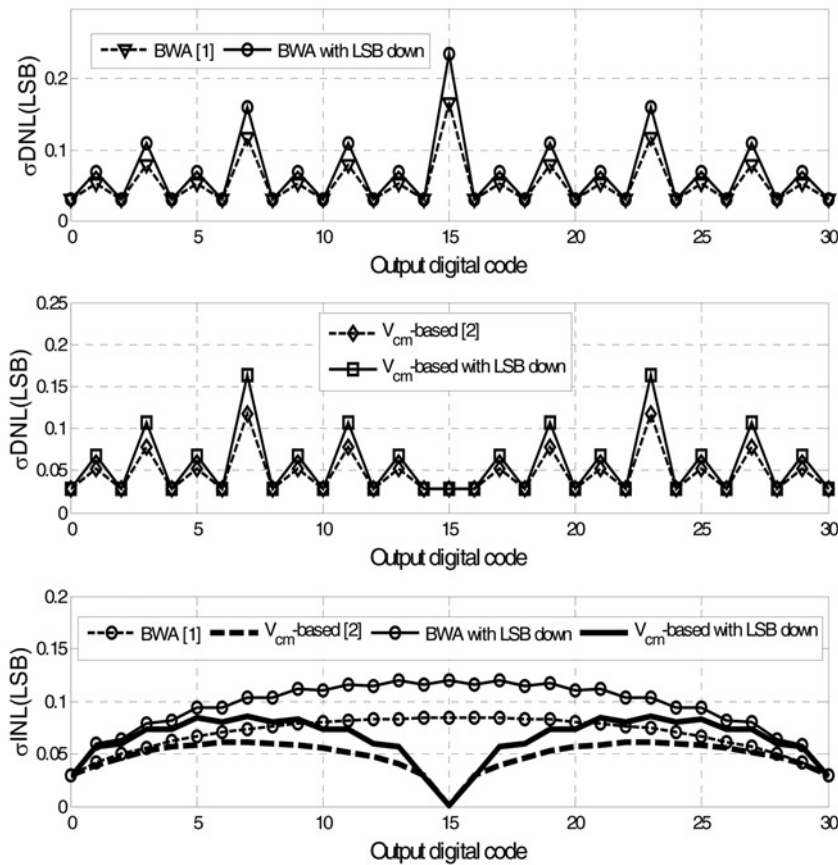 BWA [1] BWA with LSB down
σDNL(LSB)
0.2
0.1
0
0 5 10 15 20 25 30
Output digital code
0.25
V_cm-based [2]
V_cm-based with LSB down
σDNL(LSB)
0.2
0.15
0.1
0.05
0
0 5 10 15 20 25 30
Output digital code
0.2
BWA [1] V_cm-based [2] BWA with LSB down V_cm-based with LSB down
σINL(LSB)
0.15
0.1
0.05
0
0 5 10 15 20 25 30
Output digital code